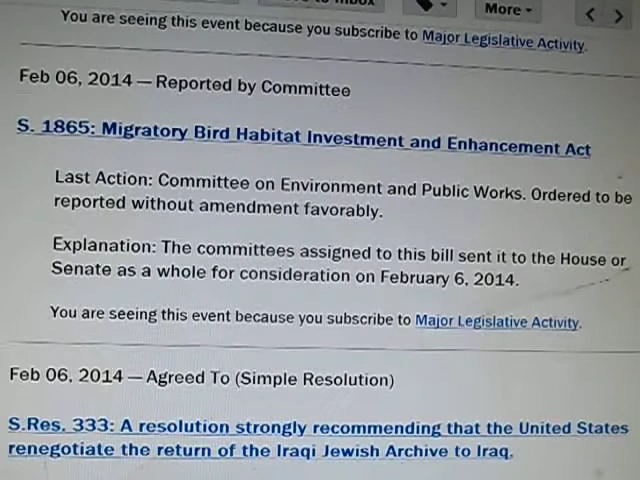 More
You are seeing this event because you subscribe to Major Legislative Activity.
Feb 06, 2014 — Reported by Committee
S. 1865: Migratory Bird Habitat Investment and Enhancement Act
Last Action: Committee on Environment and Public Works. Ordered to be
reported without amendment favorably.
Explanation: The committees assigned to this bill sent it to the House or
Senate as a whole for consideration on February 6, 2014.
You are seeing this event because you subscribe to Major Legislative Activity.
Feb 06, 2014 — Agreed To (Simple Resolution)
S.Res. 333: A resolution strongly recommending that the United States
renegotiate the return of the Iraqi Jewish Archive to Iraq.